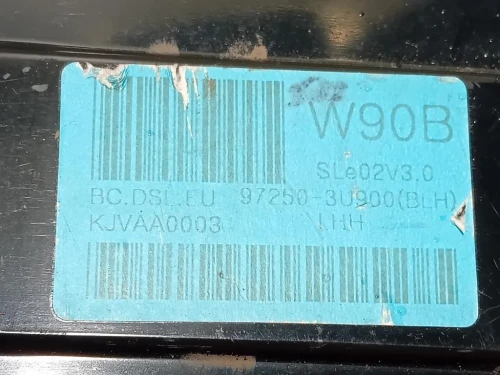 W90B
SLe02V3.0
BC.DSL.EU 97250-3U900(BLH)
KJVAA0003 LHH